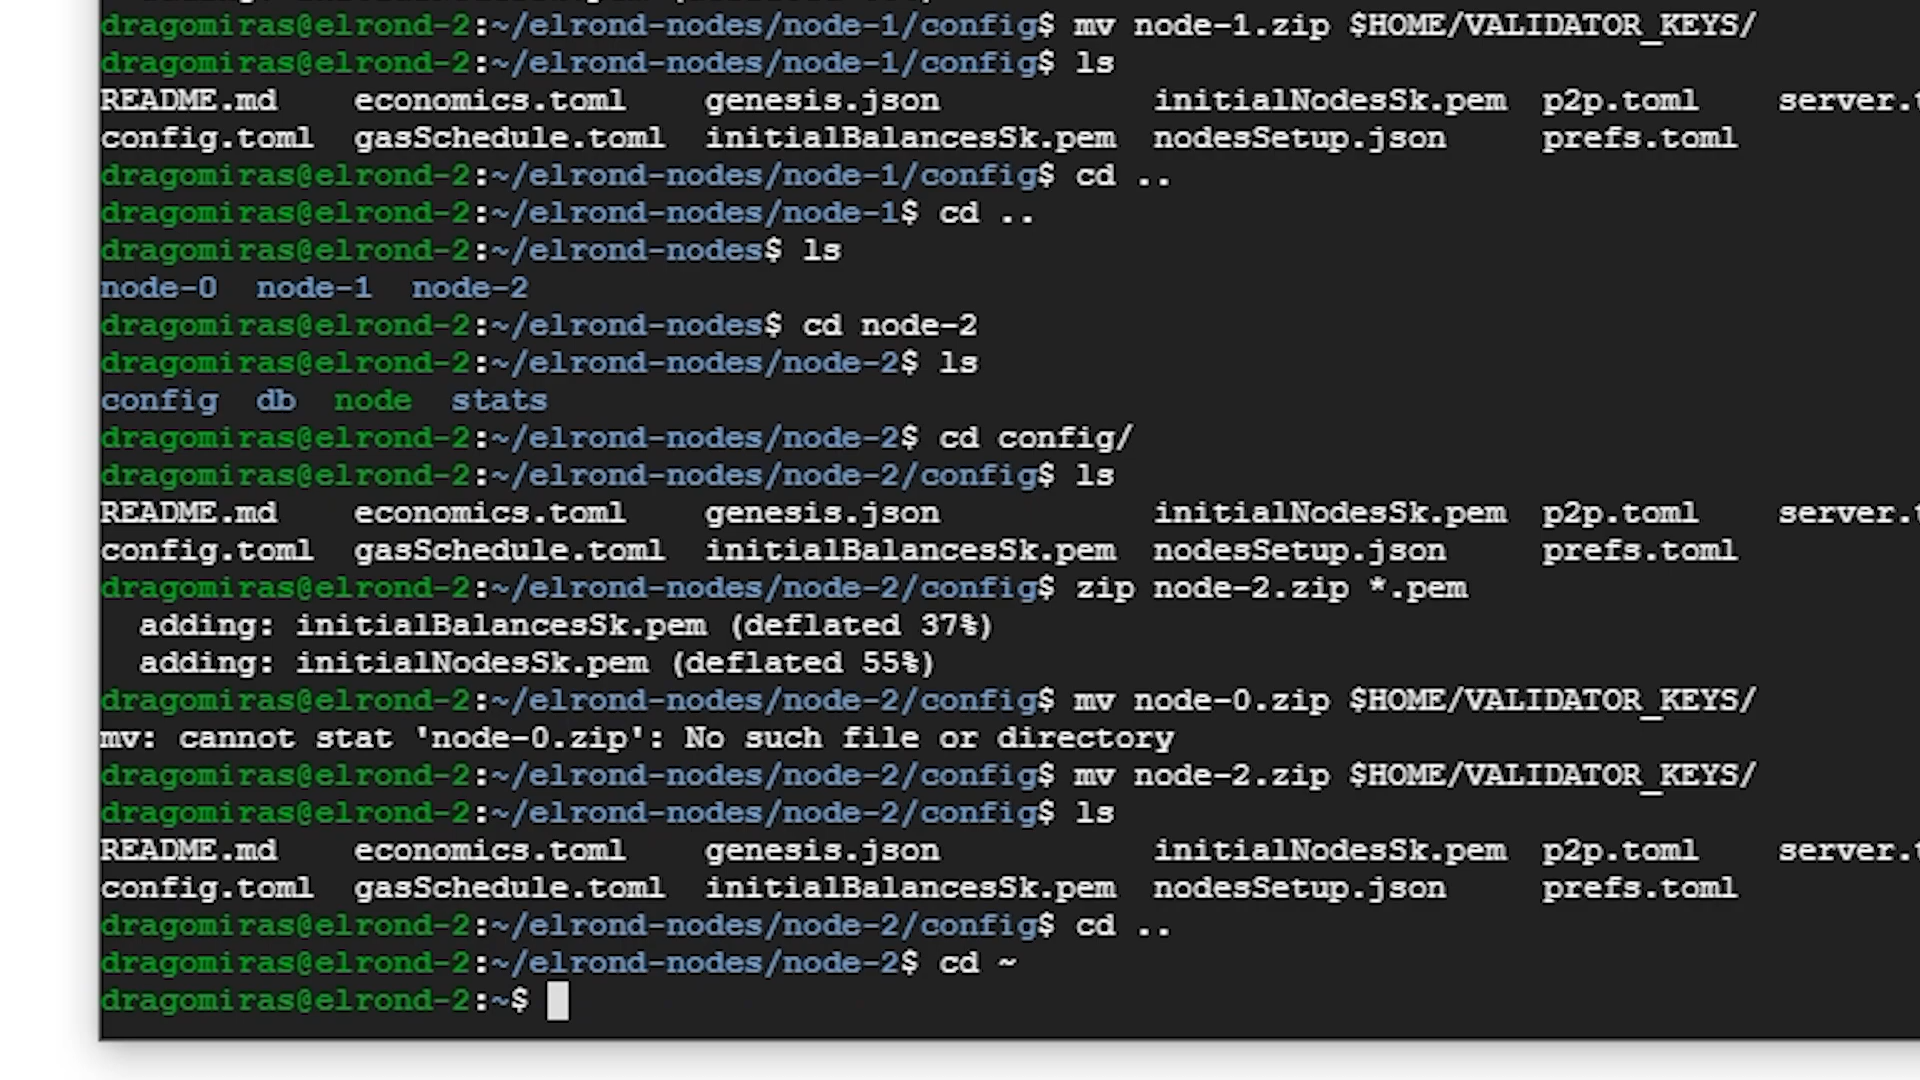 dragomiras@elrond-2:~/elrond-nodes/node-1/config$ mv node-1.zip $HOME/VALIDATOR_KEYS/
dragomiras@elrond-2:~/elrond-nodes/node-1/config$ ls
README.md    economics.toml    genesis.json           initialNodesSk.pem  p2p.toml    server.
config.toml  gasSchedule.toml  initialBalancesSk.pem  nodesSetup.json     prefs.toml
dragomiras@elrond-2:~/elrond-nodes/node-1/config$ cd ..
dragomiras@elrond-2:~/elrond-nodes/node-1$ cd ..
dragomiras@elrond-2:~/elrond-nodes$ ls
node-0  node-1  node-2
dragomiras@elrond-2:~/elrond-nodes$ cd node-2
dragomiras@elrond-2:~/elrond-nodes/node-2$ ls
config  db  node  stats
dragomiras@elrond-2:~/elrond-nodes/node-2$ cd config/
dragomiras@elrond-2:~/elrond-nodes/node-2/config$ ls
README.md    economics.toml    genesis.json           initialNodesSk.pem  p2p.toml    server.
config.toml  gasSchedule.toml  initialBalancesSk.pem  nodesSetup.json     prefs.toml
dragomiras@elrond-2:~/elrond-nodes/node-2/config$ zip node-2.zip *.pem
  adding: initialBalancesSk.pem (deflated 37%)
  adding: initialNodesSk.pem (deflated 55%)
dragomiras@elrond-2:~/elrond-nodes/node-2/config$ mv node-0.zip $HOME/VALIDATOR_KEYS/
mv: cannot stat 'node-0.zip': No such file or directory
dragomiras@elrond-2:~/elrond-nodes/node-2/config$ mv node-2.zip $HOME/VALIDATOR_KEYS/
dragomiras@elrond-2:~/elrond-nodes/node-2/config$ ls
README.md    economics.toml    genesis.json           initialNodesSk.pem  p2p.toml    server.
config.toml  gasSchedule.toml  initialBalancesSk.pem  nodesSetup.json     prefs.toml
dragomiras@elrond-2:~/elrond-nodes/node-2/config$ cd ..
dragomiras@elrond-2:~/elrond-nodes/node-2$ cd ~
dragomiras@elrond-2:~$